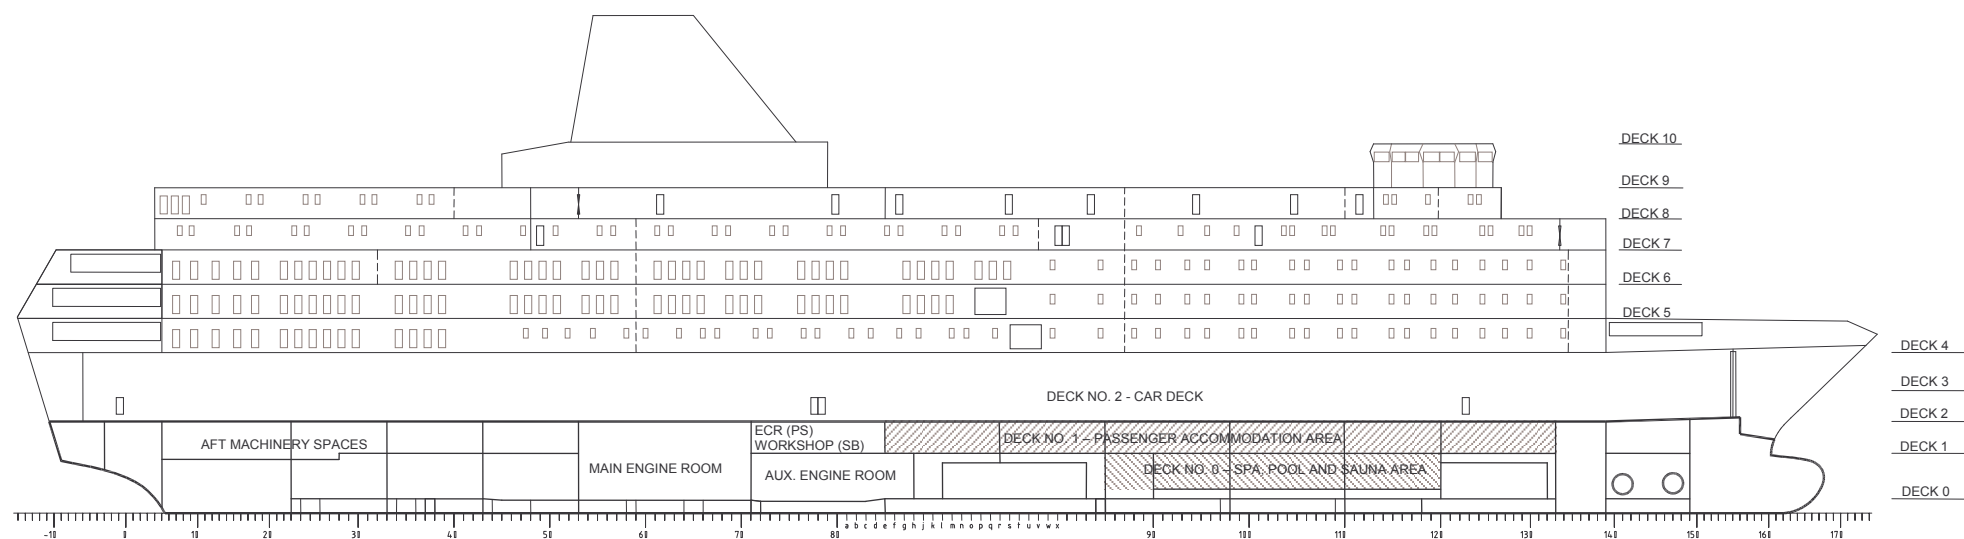 DECK 10
DECK 9
DECK 8
DECK 7
DECK 6
DECK 5
DECK 4
DECK 3
DECK NO. 2 - CAR DECK
DECK 2
ECR (PS)
WORKSHOP (SB)
AFT MACHINERY SPACES
DECK NO. 1 – PASSENGER ACCOMMODATION AREA
DECK 1
MAIN ENGINE ROOM
AUX. ENGINE ROOM
DECK NO. 0 – SPA, POOL AND SAUNA AREA
DECK 0
a b c d e f g h j k l m n o p q r s t u v w x
-10 0 10 20 30 40 50 60 70 80 90 100 110 120 130 140 150 160 170